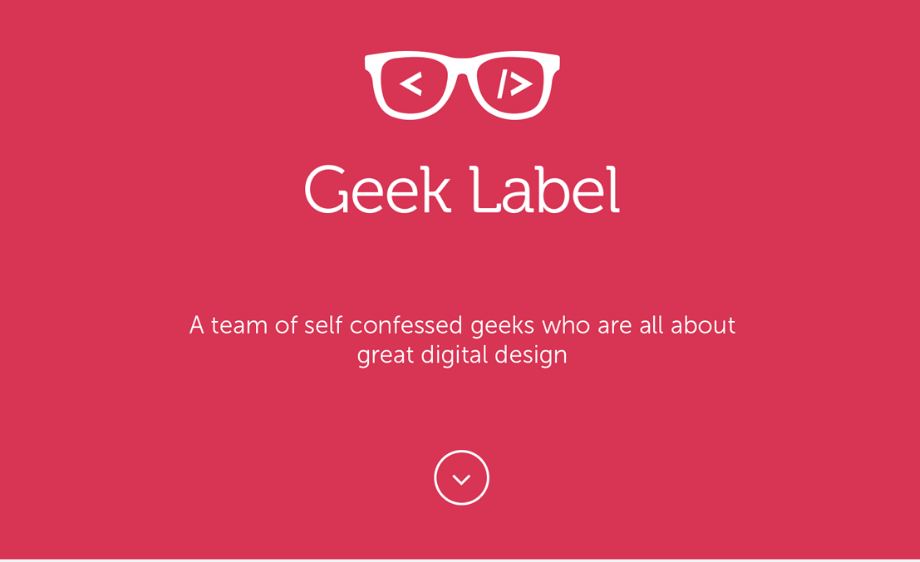 < />
Geek Label
A team of self confessed geeks who are all about
great digital design